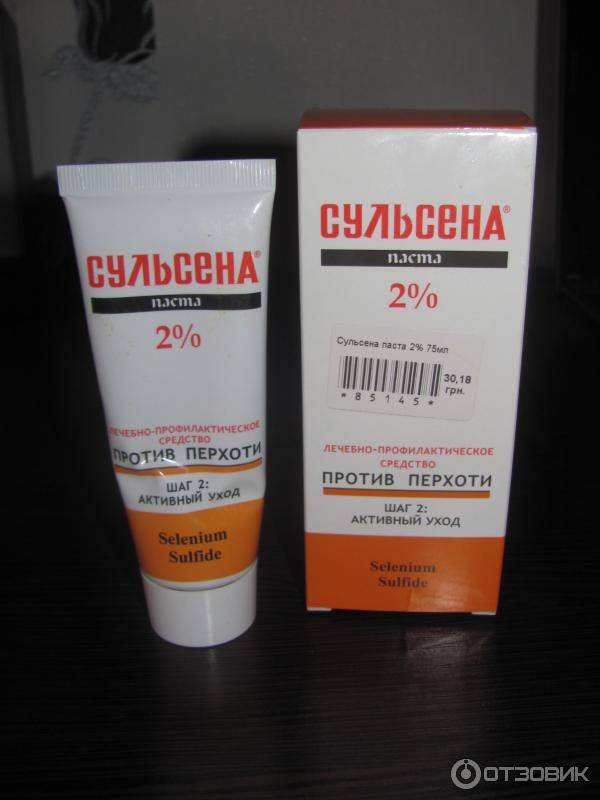 СУЛЬСЕНА®
паста
2%
ЛЕЧЕБНО-ПРОФИЛАКТИЧЕСКОЕ
СРЕДСТВО
ПРОТИВ ПЕРХОТИ
ШАГ 2:
АКТИВНЫЙ УХОД
Selenium
Sulfide
СУЛЬСЕНА®
паста
2%
Сульсена паста 2% 75мл
30,18
грн.
*85145*
ЛЕЧЕБНО-ПРОФИЛАКТИЧЕСКОЕ
СРЕДСТВО
ПРОТИВ ПЕРХОТИ
ШАГ 2:
АКТИВНЫЙ УХОД
Selenium
Sulfide
ОТЗОВИК